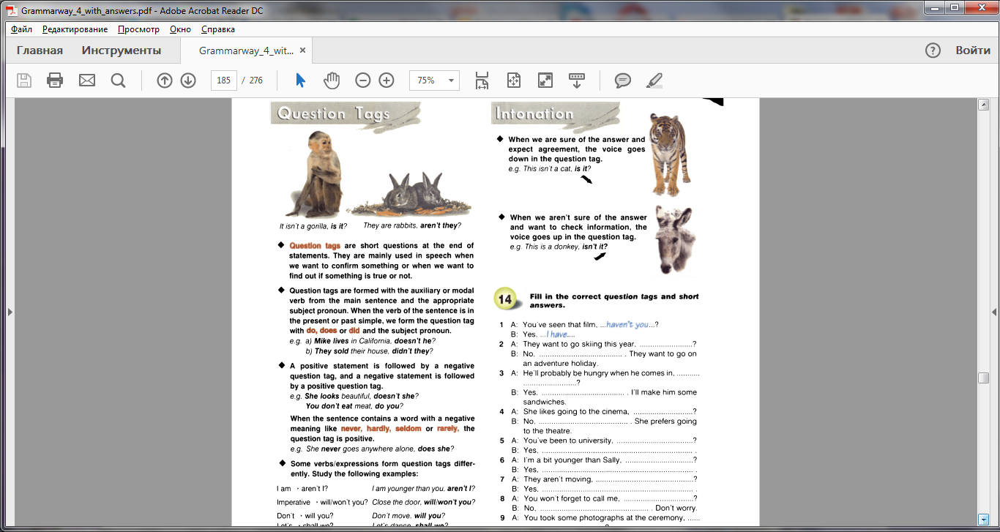 Grammarway_4_with_answers.pdf - Adobe Acrobat Reader DC
Файл Редактирование Просмотр Окно Справка
Главная Инструменты Grammarway_4_wit... × Войти
185 / 276 75%
Question Tags
It isn't a gorilla, is it? They are rabbits, aren't they?
Question tags are short questions at the end of
statements. They are mainly used in speech when
we want to confirm something or when we want to
find out if something is true or not.
Question tags are formed with the auxiliary or modal
verb from the main sentence and the appropriate
subject pronoun. When the verb of the sentence is in
the present or past simple, we form the question tag
with do, does or did and the subject pronoun.
e.g. a) Mike lives in California, doesn't he?
b) They sold their house, didn't they?
A positive statement is followed by a negative
question tag, and a negative statement is followed
by a positive question tag.
e.g. She looks beautiful, doesn't she?
You don't eat meat, do you?
When the sentence contains a word with a negative
meaning like never, hardly, seldom or rarely, the
question tag is positive.
e.g. She never goes anywhere alone, does she?
Some verbs/expressions form question tags differ-
ently. Study the following examples:
I am · aren't I? I am younger than you, aren't I?
Imperative · will/won't you? Close the door, will/won't you?
Don't · will you? Don't move, will you?
Let's · shall we? Let's dance, shall we?
Intonation
When we are sure of the answer and
expect agreement, the voice goes
down in the question tag.
e.g. This isn't a cat, is it?
When we aren't sure of the answer
and want to check information, the
voice goes up in the question tag.
e.g. This is a donkey, isn't it?
14 Fill in the correct question tags and short
answers.
1 A: You've seen that film, ...haven't you...?
B: Yes, ...I have....
2 A: They want to go skiing this year, .........................?
B: No, ....................................... . They want to go on
an adventure holiday.
3 A: He'll probably be hungry when he comes in, ...........
.........................?
B: Yes, ....................................... . I'll make him some
sandwiches.
4 A: She likes going to the cinema, ............................?
B: No, .......................................... . She prefers going
to the theatre.
5 A: You've been to university, ....................................?
B: Yes, ........................................................................ .
6 A: I'm a bit younger than Sally, ................................?
B: Yes, ........................................................................ .
7 A: They aren't moving, ...............................................?
B: Yes, ........................................................................ .
8 A: You won't forget to call me, .................................?
B: No, .................................................... . Don't worry.
9 A: You took some photographs at the ceremony, ......